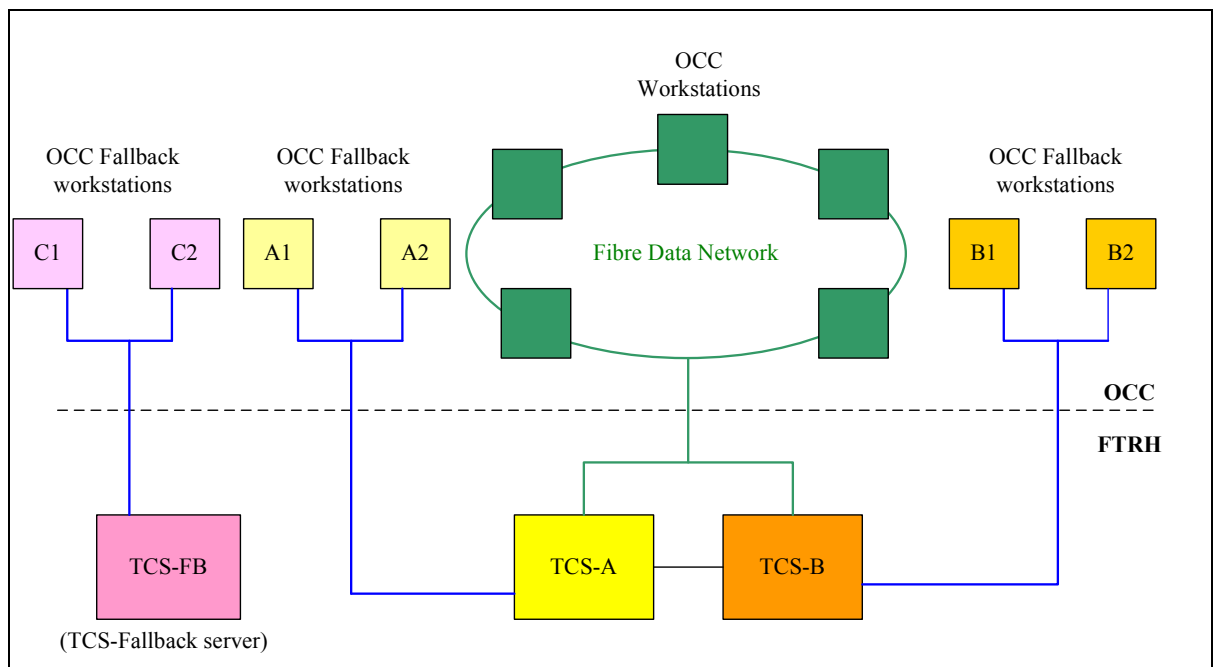 OCC
Workstations
OCC Fallback
workstations
OCC Fallback
workstations
OCC Fallback
workstations
C1
C2
A1
A2
Fibre Data Network
B1
B2
OCC
FTRH
TCS-FB
TCS-A
TCS-B
(TCS-Fallback server)